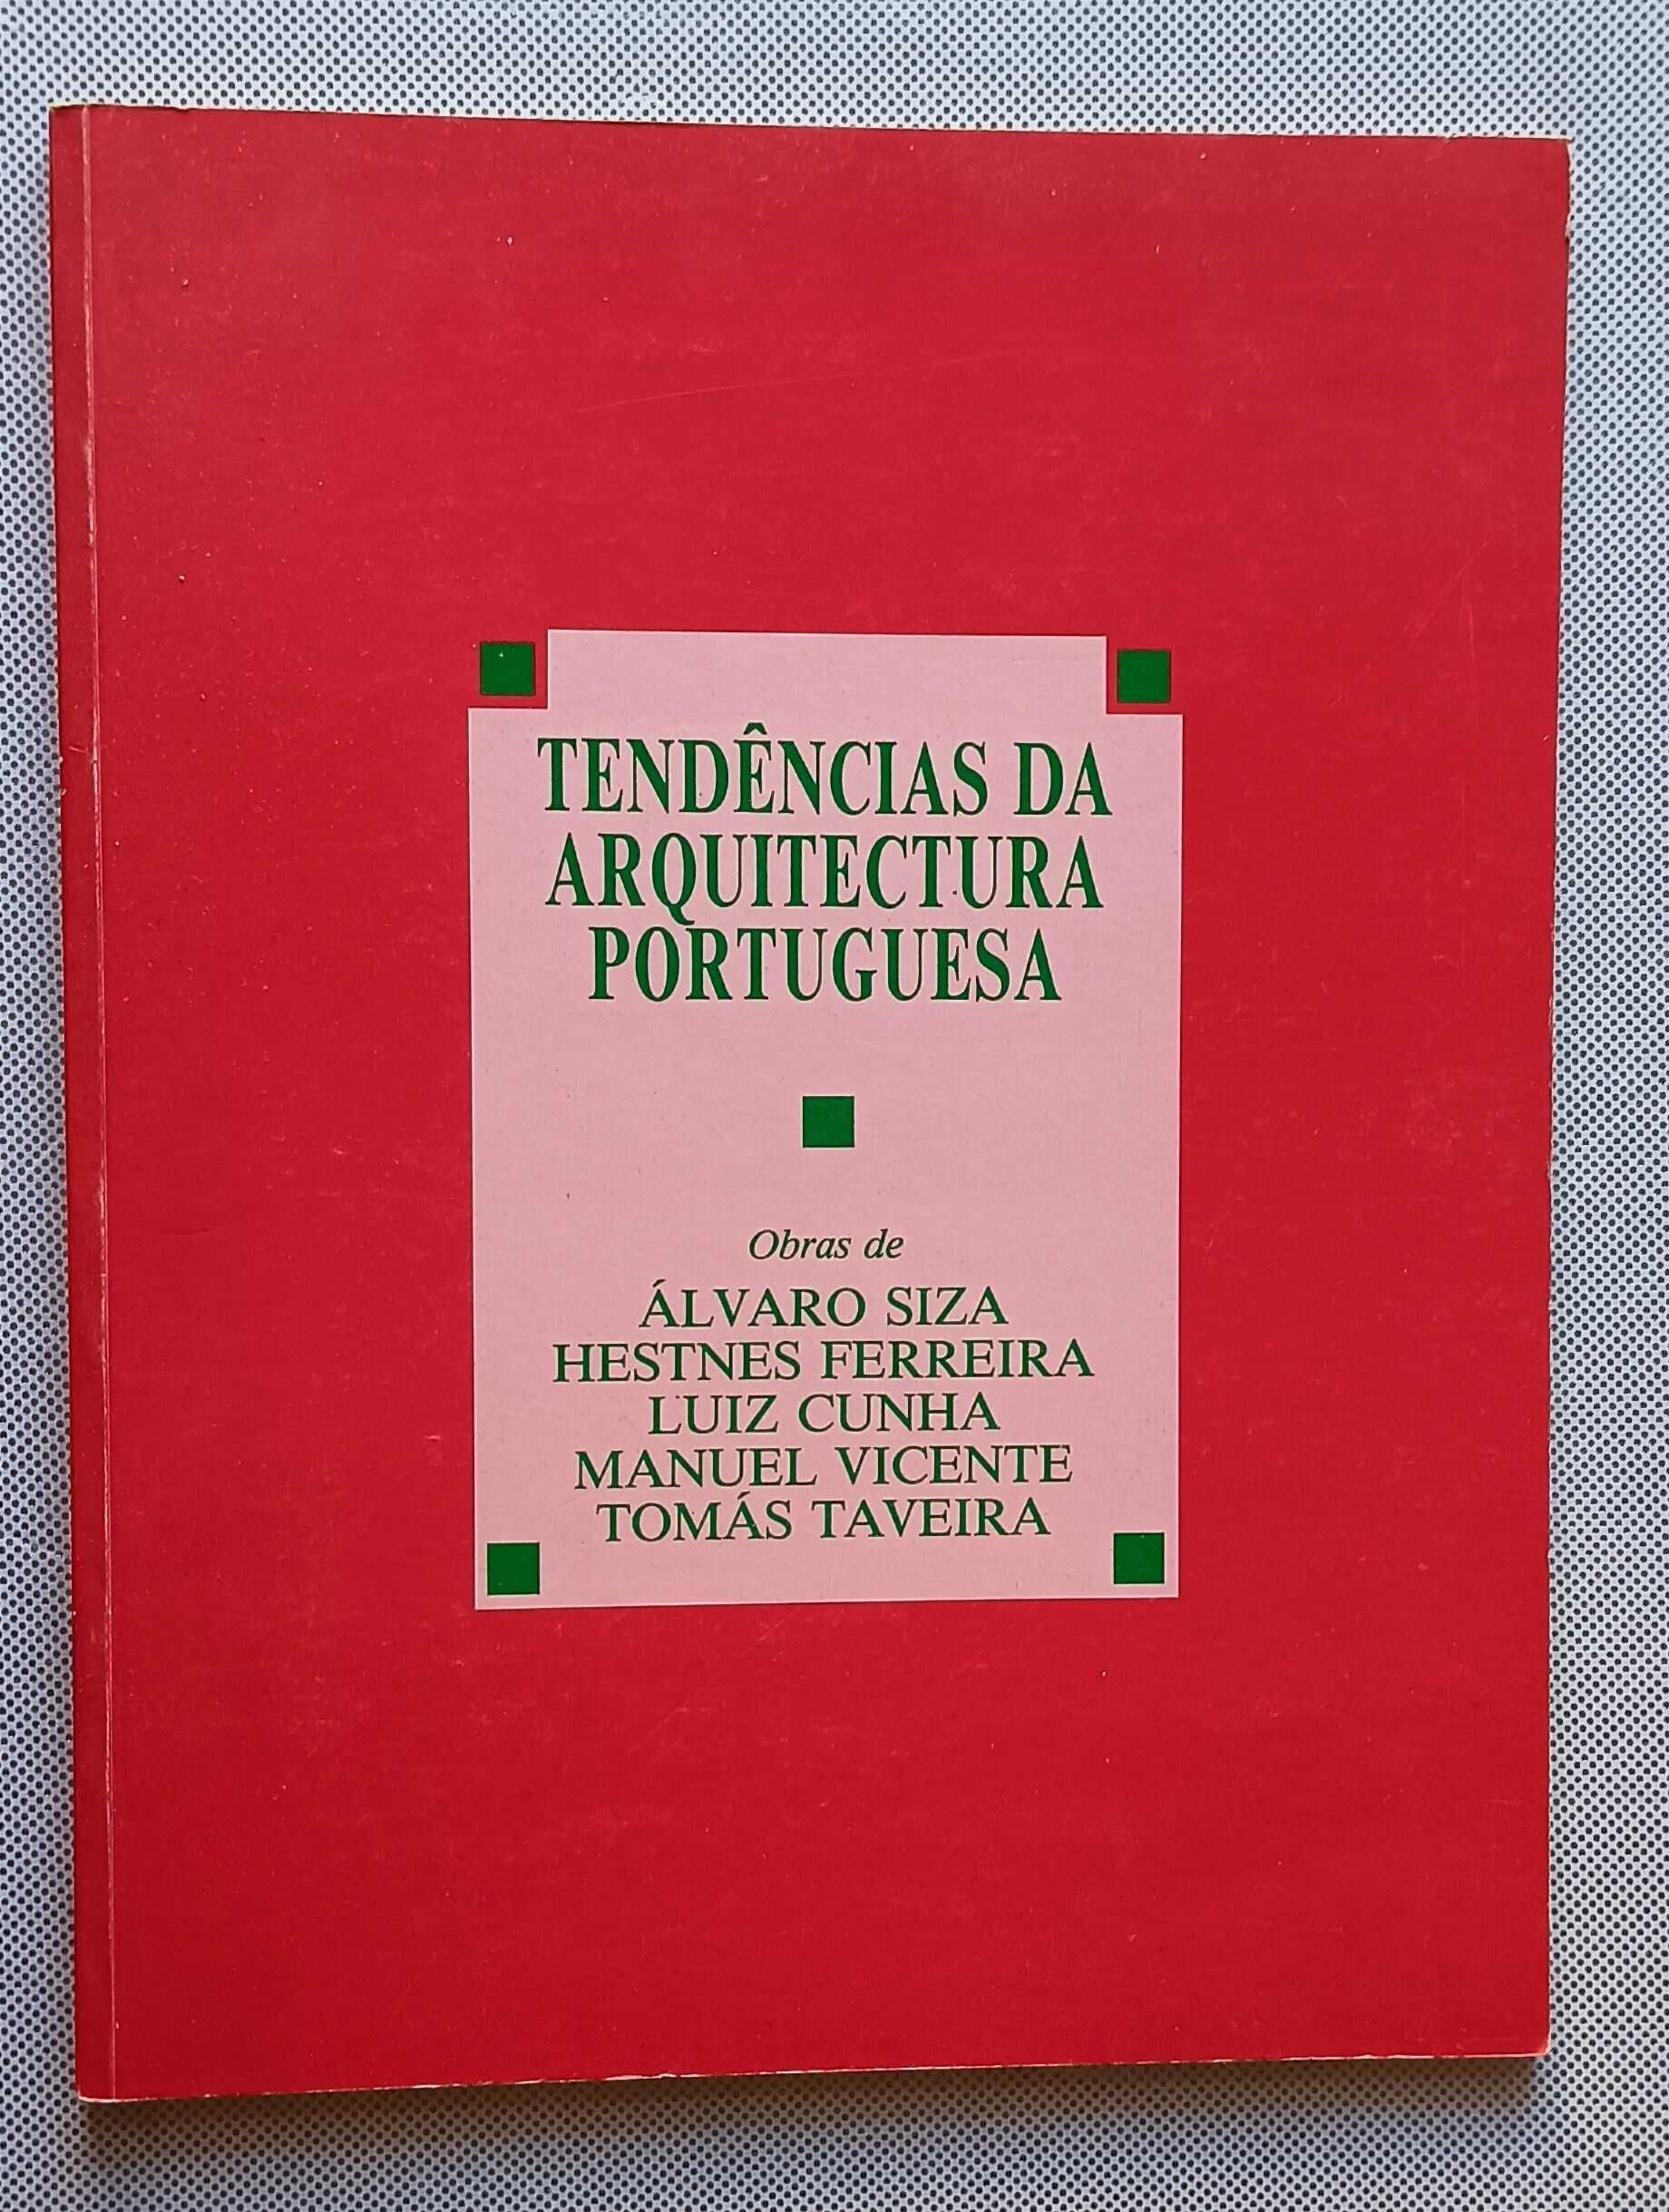 TENDÊNCIAS DA
ARQUITECTURA
PORTUGUESA
Obras de
ÁLVARO SIZA
HESTNES FERREIRA
LUIZ CUNHA
MANUEL VICENTE
TOMÁS TAVEIRA